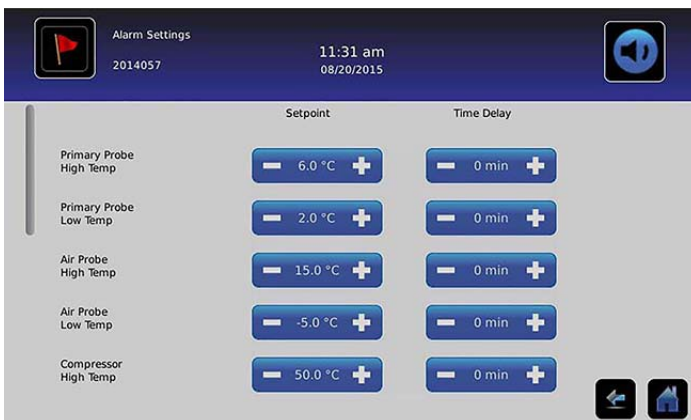 Alarm Settings
2014057
11:31 am
08/20/2015
Setpoint Time Delay
Primary Probe
High Temp
6.0 °C 0 min
Primary Probe
Low Temp
2.0 °C 0 min
Air Probe
High Temp
15.0 °C 0 min
Air Probe
Low Temp
-5.0 °C 0 min
Compressor
High Temp
50.0 °C 0 min